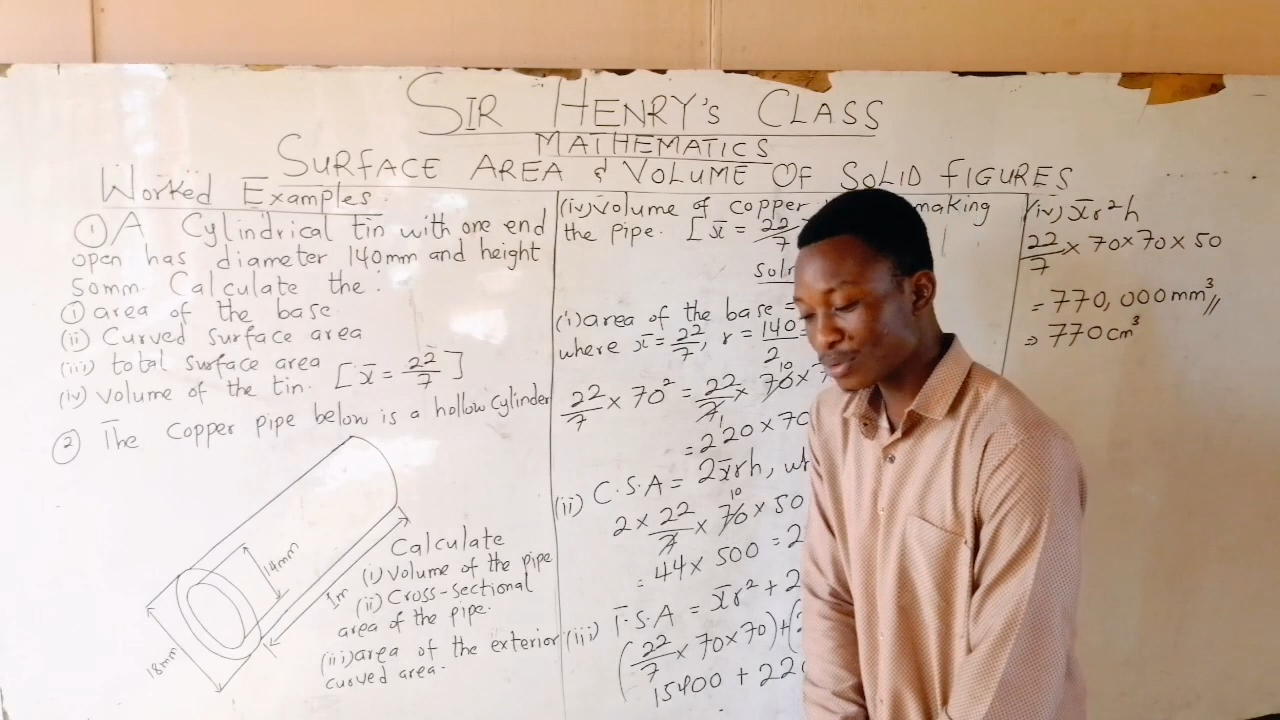 SIR HENRY's CLASS
MATHEMATICS
SURFACE AREA & VOLUME OF SOLID FIGURES
Worked Examples.
① A Cylindrical tin with one end
open has diameter 140mm and height
50mm. Calculate the:
(i) area of the base.
(ii) Curved surface area
(iii) total surface area
(iv) volume of the tin. [π = 22/7]
② The Copper pipe below is a hollow cylinder
14mm
1m
18mm
Calculate
(i) Volume of the pipe
(ii) Cross-sectional
area of the pipe.
(iii) area of the exterior
curved area.
(iv) volume of copper making
the pipe. [π = 22/7
(i) area of the base =
where π = 22/7, r = 140/2
22/7 × 70² = 22/7 × 70 ×
= 220 × 70
(ii) C.S.A = 2πrh,
2 × 22/7 × 70 × 50
= 44 × 500 = 2
(iii) T.S.A = πr² + 2
(22/7 × 70 × 70) + (
15400 + 220
(iv) πr²h
22/7 × 70 × 70 × 50
= 770,000mm³
⇒ 770cm³